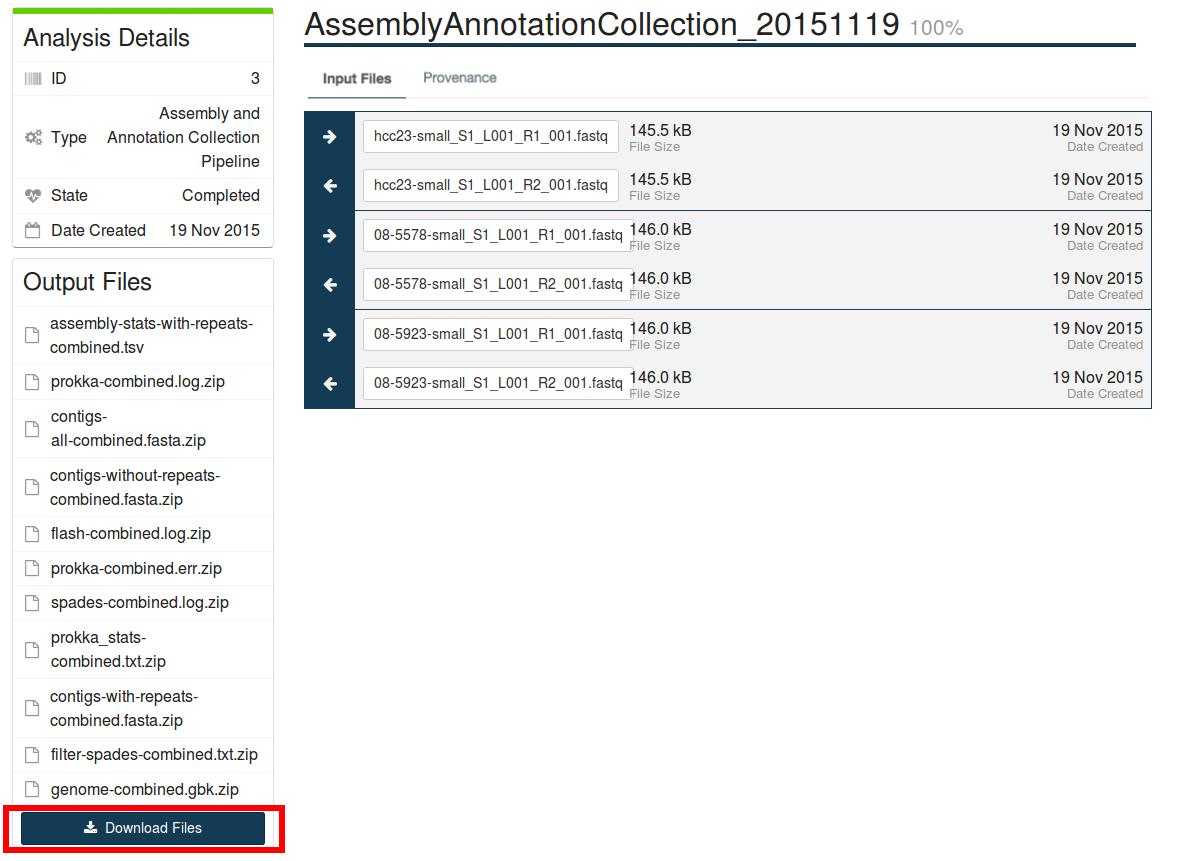 Analysis Details
ID 3
Type Assembly and
Annotation Collection
Pipeline
State Completed
Date Created 19 Nov 2015
Output Files
assembly-stats-with-repeats-
combined.tsv
prokka-combined.log.zip
contigs-
all-combined.fasta.zip
contigs-without-repeats-
combined.fasta.zip
flash-combined.log.zip
prokka-combined.err.zip
spades-combined.log.zip
prokka_stats-
combined.txt.zip
contigs-with-repeats-
combined.fasta.zip
filter-spades-combined.txt.zip
genome-combined.gbk.zip
Download Files
AssemblyAnnotationCollection_20151119 100%
Input Files Provenance
hcc23-small_S1_L001_R1_001.fastq 145.5 kB 19 Nov 2015
File Size Date Created
hcc23-small_S1_L001_R2_001.fastq 145.5 kB 19 Nov 2015
File Size Date Created
08-5578-small_S1_L001_R1_001.fastq 146.0 kB 19 Nov 2015
File Size Date Created
08-5578-small_S1_L001_R2_001.fastq 146.0 kB 19 Nov 2015
File Size Date Created
08-5923-small_S1_L001_R1_001.fastq 146.0 kB 19 Nov 2015
File Size Date Created
08-5923-small_S1_L001_R2_001.fastq 146.0 kB 19 Nov 2015
File Size Date Created